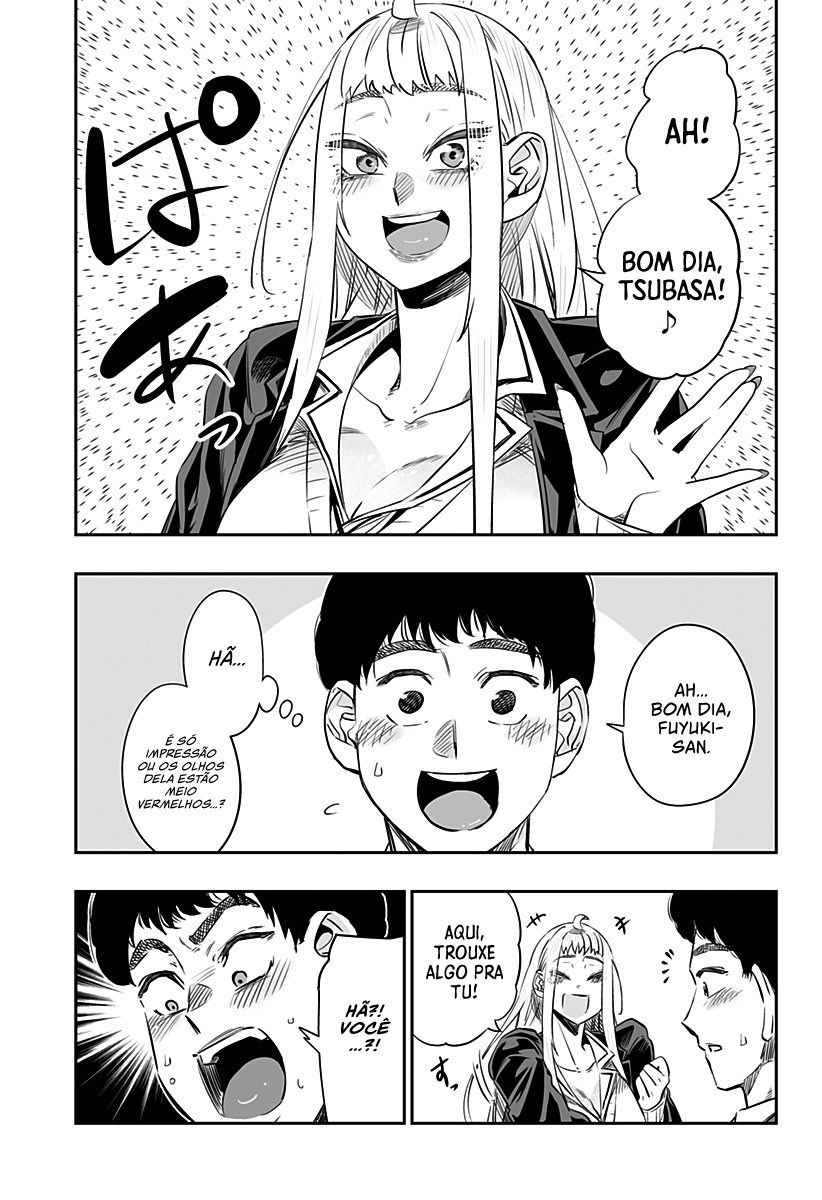 AH!
BOM DIA,
TSUBASA!
♪
ぱあっ
AH...
BOM DIA,
FUYUKI-
SAN.
HÃ...
É SÓ
IMPRESSÃO
OU OS OLHOS
DELA ESTÃO
MEIO
VERMELHOS...?
AQUI,
TROUXE
ALGO PRA
TU!
すっ
HÃ?!
VOCÊ
...?!